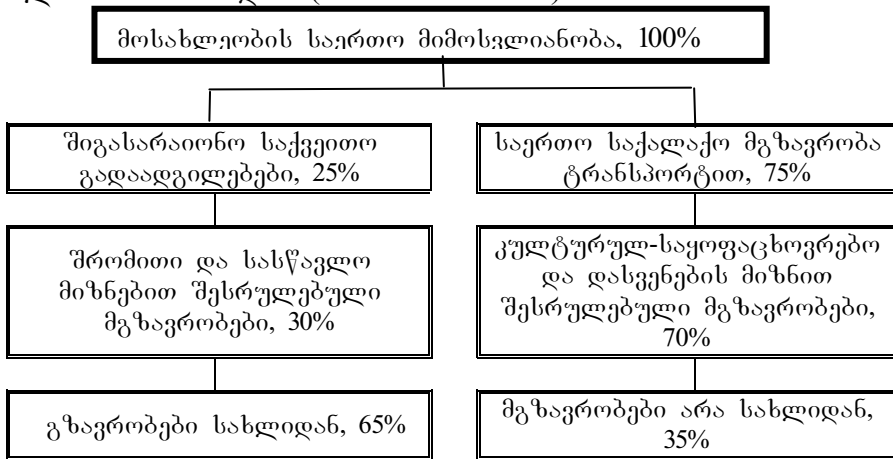 მოსახლეობის საერთო მიმოსვლიანობა, 100%
შიგასარაიონო საქვეითო
გადაადგილებები, 25%
საერთო საქალაქო მგზავრობა
ტრანსპორტით, 75%
შრომითი და სასწავლო
მიზნებით შესრულებული
მგზავრობები, 30%
კულტურულ-საყოფაცხოვრებო
და დასვენების მიზნით
შესრულებული მგზავრობები,
70%
გზავრობები სახლიდან, 65%
მგზავრობები არა სახლიდან,
35%